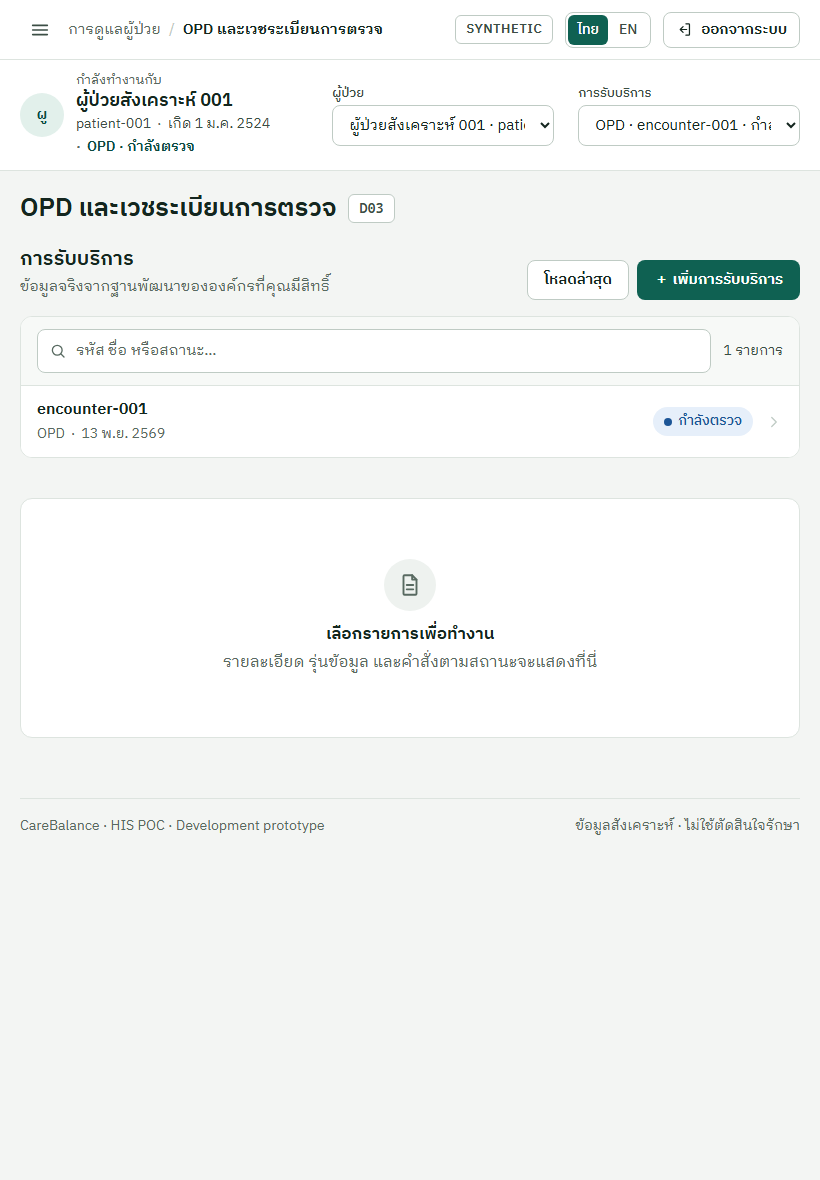 การดูแลผู้ป่วย / OPD และเวชระเบียนการตรวจ SYNTHETIC ไทย EN ออกจากระบบ
ผู
กำลังทำงานกับ
ผู้ป่วยสังเคราะห์ 001
patient-001 · เกิด 1 ม.ค. 2524
· OPD · กำลังตรวจ
ผู้ป่วย
ผู้ป่วยสังเคราะห์ 001 · pati
การรับบริการ
OPD · encounter-001 · กำล
OPD และเวชระเบียนการตรวจ D03
การรับบริการ
ข้อมูลจริงจากฐานพัฒนาขององค์กรที่คุณมีสิทธิ์
โหลดล่าสุด
+ เพิ่มการรับบริการ
รหัส ชื่อ หรือสถานะ... 1 รายการ
encounter-001
OPD · 13 พ.ย. 2569
กำลังตรวจ
เลือกรายการเพื่อทำงาน
รายละเอียด รุ่นข้อมูล และคำสั่งตามสถานะจะแสดงที่นี่
CareBalance · HIS POC · Development prototype
ข้อมูลสังเคราะห์ · ไม่ใช้ตัดสินใจรักษา